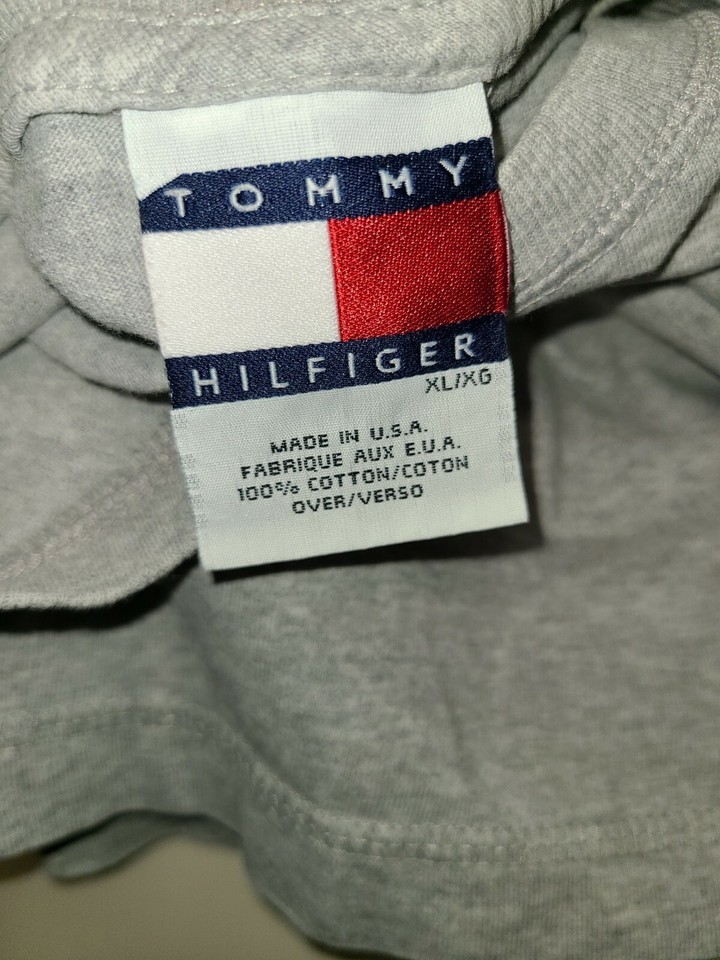 TOMMY
HILFIGER
XL/XG
MADE IN U.S.A.
FABRIQUE AUX E.U.A.
100% COTTON/COTON
OVER/VERSO